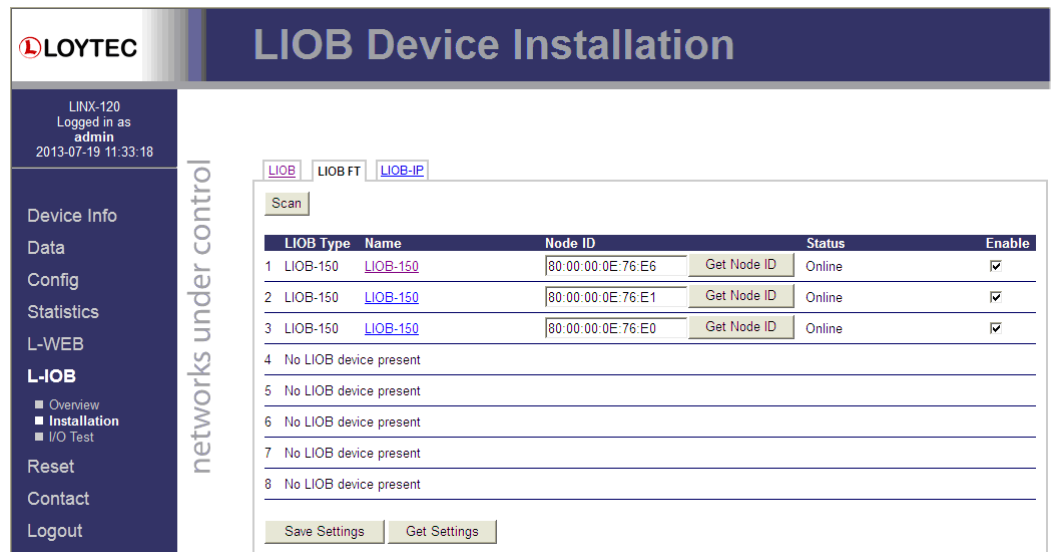 LOYTEC
LIOB Device Installation
LINX-120
Logged in as
admin
2013-07-19 11:33:18
Device Info
Data
Config
Statistics
L-WEB
L-IOB
Overview
Installation
I/O Test
Reset
Contact
Logout
networks under control
LIOB LIOB FT LIOB-IP
Scan
LIOB Type Name Node ID Status Enable
1 LIOB-150 LIOB-150 80:00:00:0E:76:E6 Get Node ID Online
2 LIOB-150 LIOB-150 80:00:00:0E:76:E1 Get Node ID Online
3 LIOB-150 LIOB-150 80:00:00:0E:76:E0 Get Node ID Online
4 No LIOB device present
5 No LIOB device present
6 No LIOB device present
7 No LIOB device present
8 No LIOB device present
Save Settings Get Settings